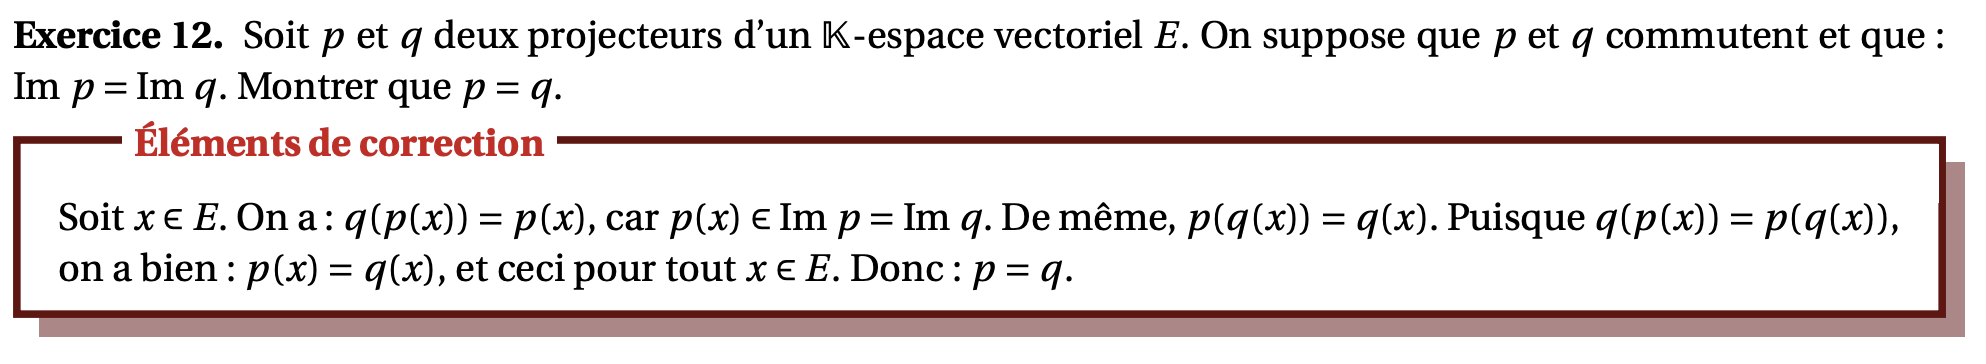 Exercice 12. Soit p et q deux projecteurs d'un 𝕂-espace vectoriel E. On suppose que p et q commutent et que :
Im p = Im q. Montrer que p = q.
Éléments de correction
Soit x ∈ E. On a : q(p(x)) = p(x), car p(x) ∈ Im p = Im q. De même, p(q(x)) = q(x). Puisque q(p(x)) = p(q(x)),
on a bien : p(x) = q(x), et ceci pour tout x ∈ E. Donc : p = q.